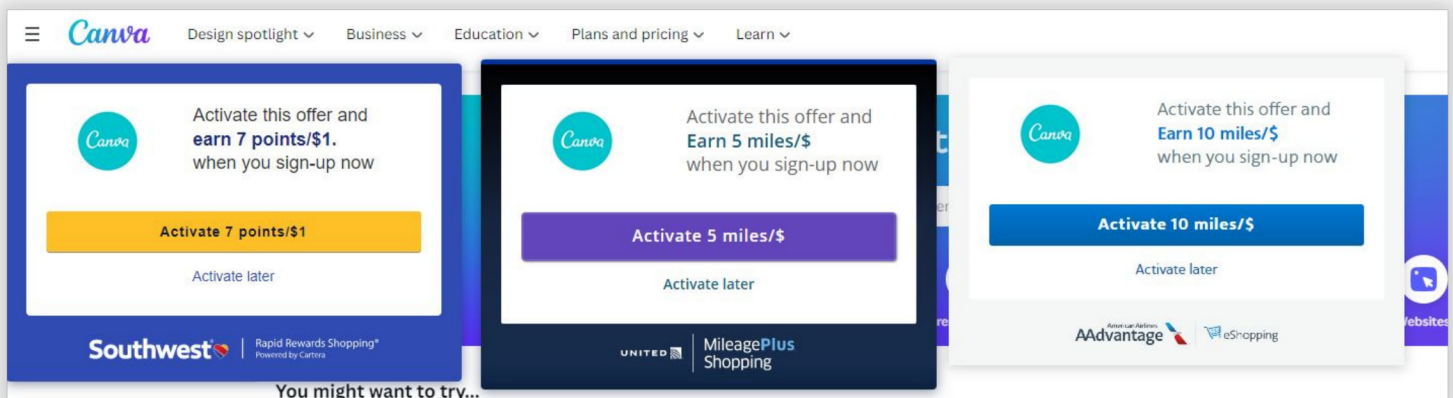 Canva Design spotlight Business Education Plans and pricing Learn
Canva
Activate this offer and
earn 7 points/$1.
when you sign-up now
Activate 7 points/$1
Activate later
Southwest Rapid Rewards Shopping®
Powered by Cartera
Canva
Activate this offer and
Earn 5 miles/$
when you sign-up now
Activate 5 miles/$
Activate later
UNITED MileagePlus
Shopping
Canva
Activate this offer and
Earn 10 miles/$
when you sign-up now
Activate 10 miles/$
Activate later
American Airlines
AAdvantage eShopping
You might want to try...